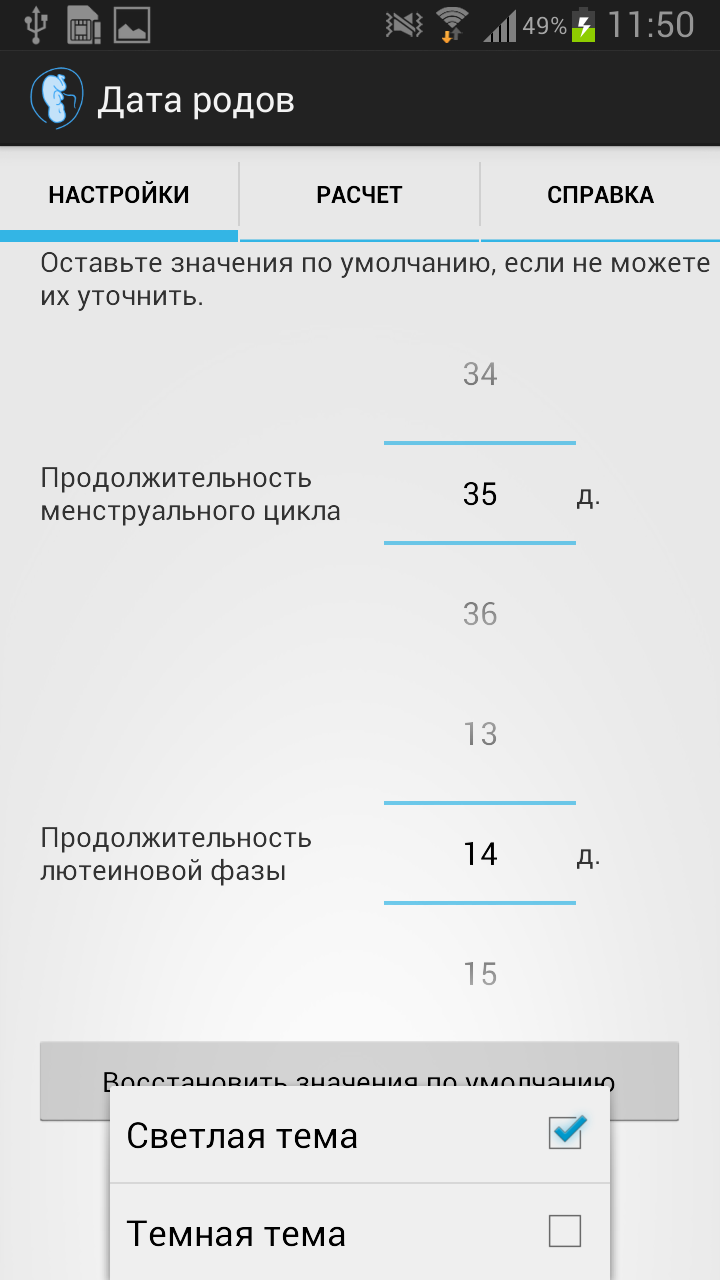 49% 11:50
Дата родов
НАСТРОЙКИ РАСЧЕТ СПРАВКА
Оставьте значения по умолчанию, если не можете
их уточнить.
34
Продолжительность
менструального цикла
35 д.
36
13
Продолжительность
лютеиновой фазы
14 д.
15
Восстановить значения по умолчанию
Светлая тема
Темная тема